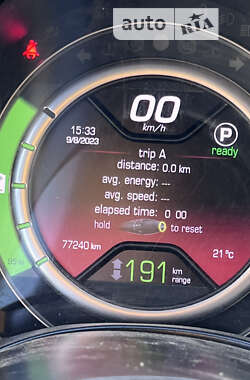 auto RIA
00
km/h
15:33
9/8/2023
P
ready
trip A
distance: 0.0 km
avg. energy: ---
avg. speed: ---
elapsed time: 0 00
hold to reset
77240 km
21°C
191 km
range